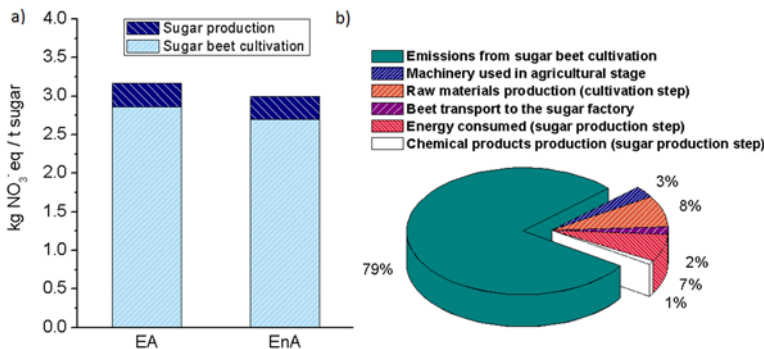 a)
Sugar production
Sugar beet cultivation
kg NO3- eq / t sugar
4.0
3.5
3.0
2.5
2.0
1.5
1.0
0.5
0.0
EA
EnA
b)
Emissions from sugar beet cultivation
Machinery used in agricultural stage
Raw materials production (cultivation step)
Beet transport to the sugar factory
Energy consumed (sugar production step)
Chemical products production (sugar production step)
3%
8%
79%
2%
7%
1%